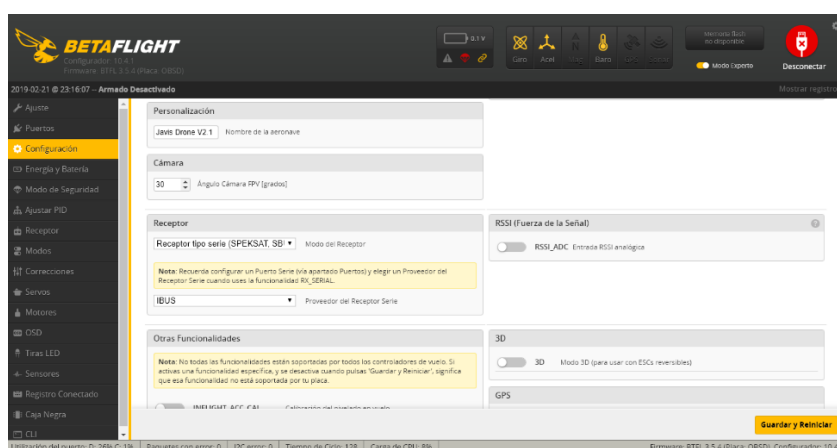 BETAFLIGHT
Configurador 10.4.1
Firmware: BTFL 3.5.4 (Placa: OBSD)
0.1 V
Giro Acel Mag Baro GPS Sonar
Memoria flash
no disponible
Modo Experto
Desconectar
2019-02-21 @ 23:16:07 -- Armado Desactivado
Mostrar registro
Ajuste
Puertos
Configuración
Energía y Batería
Modo de Seguridad
Ajustar PID
Receptor
Modos
Correcciones
Servos
Motores
OSD
Tiras LED
Sensores
Registro Conectado
Caja Negra
CLI
Personalización
Javis Drone V2.1 Nombre de la aeronave
Cámara
30 Ángulo Cámara FPV [grados]
Receptor
Receptor tipo serie (SPEKSAT, SB Modo del Receptor
Nota: Recuerda configurar un Puerto Serie (vía apartado Puertos) y elegir un Proveedor del
Receptor Serie cuando uses la funcionalidad RX_SERIAL.
IBUS Proveedor del Receptor Serie
RSSI (Fuerza de la Señal)
RSSI_ADC Entrada RSSI analógica
Otras Funcionalidades
Nota: No todas las funcionalidades están soportadas por todos los controladores de vuelo. Si
activas una funcionalidad específica, y se desactiva cuando pulsas 'Guardar y Reiniciar', significa
que esa funcionalidad no está soportada por tu placa.
INFLIGHT_ACC_CAL Calibración del nivelado en vuelo
3D
3D Modo 3D (para usar con ESCs reversibles)
GPS
Guardar y Reiniciar
Utilización del puerto: D: 26% C: 1% Paquetes con error: 0 I2C error: 0 Tiempo de Ciclo: 128 Carga de CPU: 8%
Firmware: BTFL 3.5.4 (Placa: OBSD), Configurador: 10.4